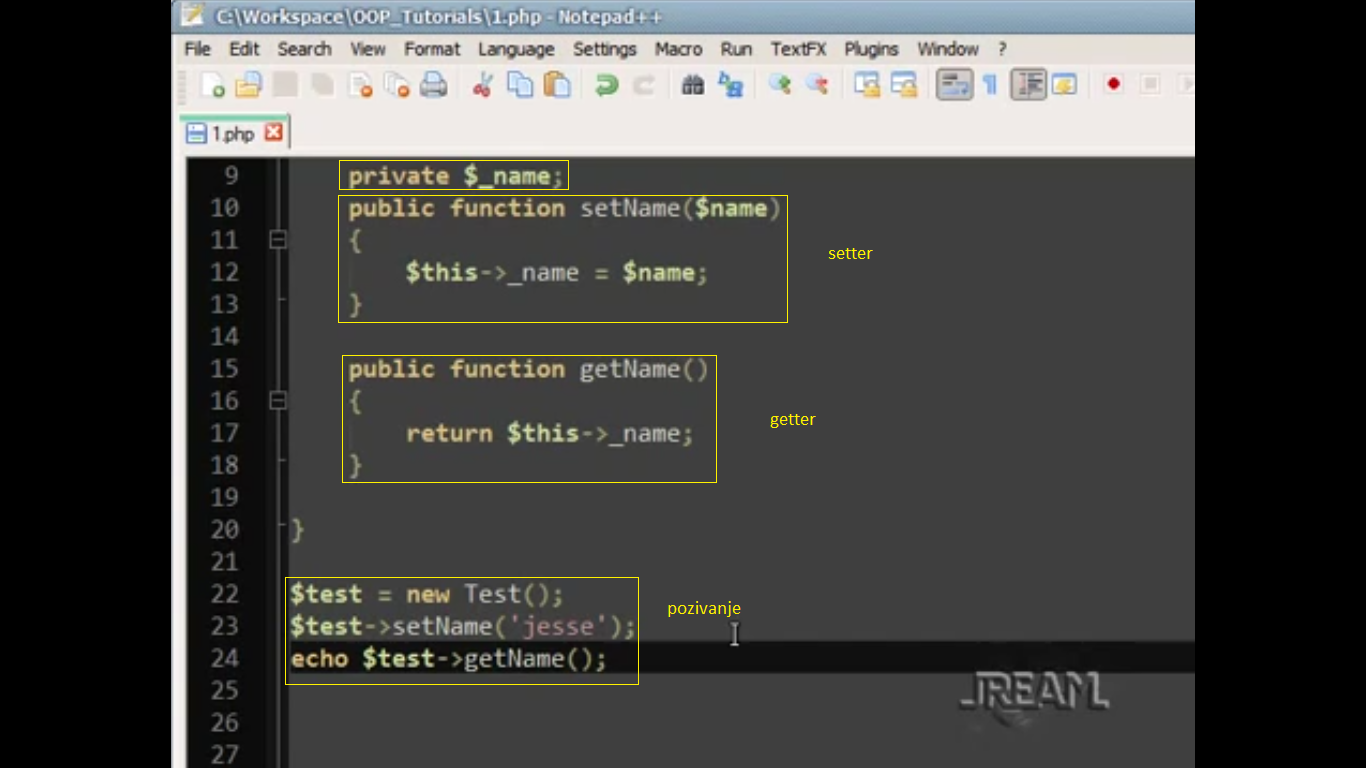 C:\Workspace\OOP_Tutorials\1.php - Notepad++
File Edit Search View Format Language Settings Macro Run TextFX Plugins Window ?
1.php
9 private $_name;
10 public function setName($name)
11 {
setter
12 $this->_name = $name;
13 }
14
15 public function getName()
16 {
getter
17 return $this->_name;
18 }
19
20 }
21
22 $test = new Test();
pozivanje
23 $test->setName('jesse');
24 echo $test->getName();
25
JREAM
26
27